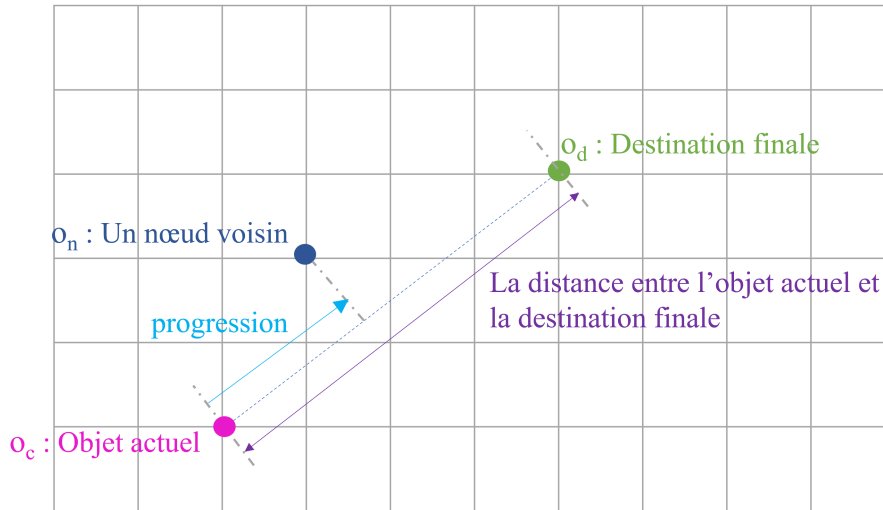 o_d : Destination finale
o_n : Un nœud voisin
La distance entre l’objet actuel et
la destination finale
progression
o_c : Objet actuel